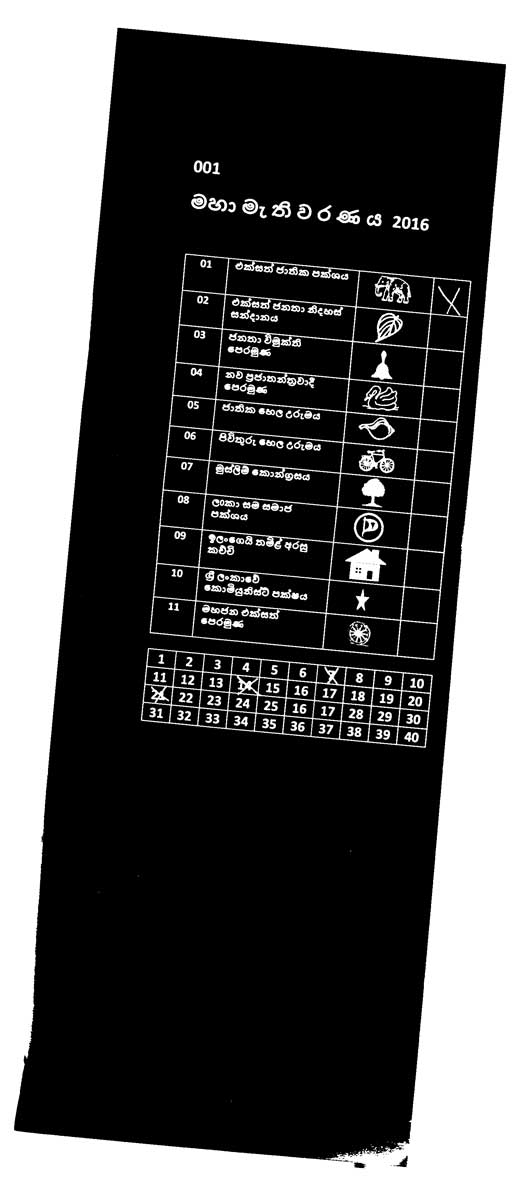 001
මහා මැ ති ව ර ණ ය 2016
01 එක්සත් ජාතික පක්ශය
02 එක්සත් ජනතා නිදහස්
සන්දානය
03 ජනතා විමුක්ති
පෙරමුණ
04 නව ප්‍රජාතන්ත්‍රවාදී
පෙරමුණ
05 ජාතික හෙල උරුමය
06 පිවිතුරු හෙල උරුමය
07 මුස්ලිම් කොන්ග්‍රසය
08 ලංකා සම සමාජ
පක්ශය
09 ඉලංගෙයි තමිල් අරසු
කච්චි
10 ශ්‍රී ලංකාවේ
කොමියුනිස්ට් පක්ෂය
11 මහජන එක්සත්
පෙරමුණ
1 2 3 4 5 6 7 8 9 10
11 12 13 14 15 16 17 18 19 20
21 22 23 24 25 16 17 28 29 30
31 32 33 34 35 36 37 38 39 40